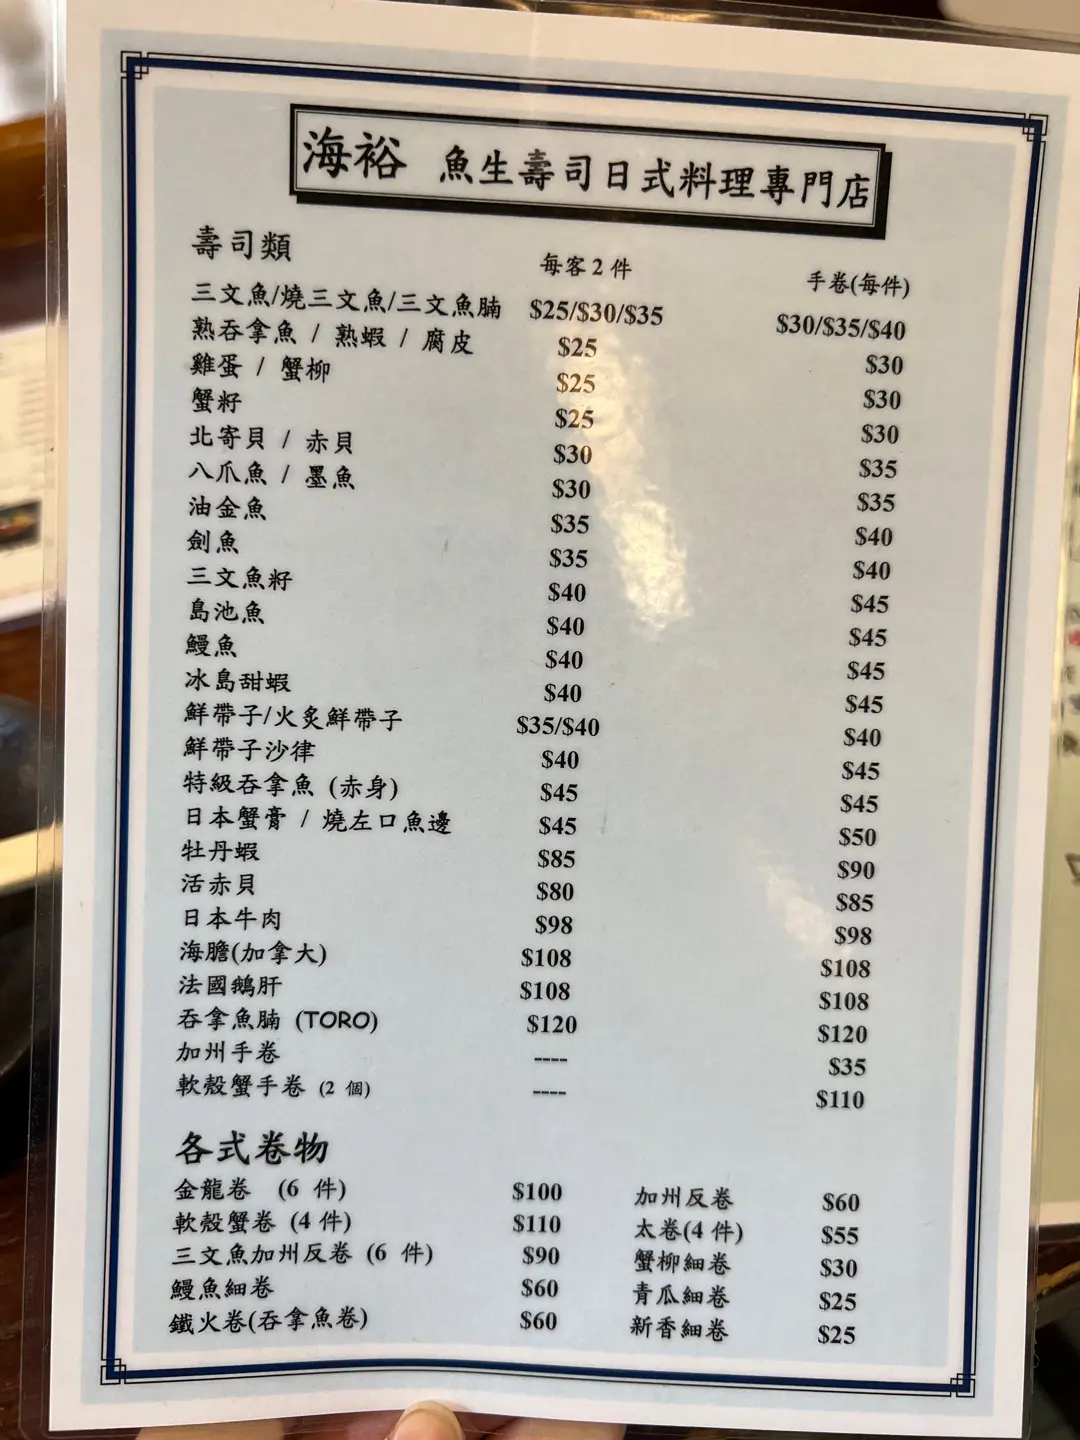 海裕 魚生壽司日式料理專門店
壽司類 每客2件 手卷(每件)
三文魚/燒三文魚/三文魚腩 $25/$30/$35 $30/$35/$40
熟吞拿魚 / 熟蝦 / 腐皮 $25 $30
雞蛋 / 蟹柳 $25 $30
蟹籽 $25 $30
北寄貝 / 赤貝 $30 $35
八爪魚 / 墨魚 $30 $35
油金魚 $35 $40
劍魚 $35 $40
三文魚籽 $40 $45
島池魚 $40 $45
鰻魚 $40 $45
冰島甜蝦 $40 $45
鮮帶子/火炙鮮帶子 $35/$40 $40
鮮帶子沙律 $40 $45
特級吞拿魚 (赤身) $45 $45
日本蟹膏 / 燒左口魚邊 $45 $50
牡丹蝦 $85 $90
活赤貝 $80 $85
日本牛肉 $98 $98
海膽(加拿大) $108 $108
法國鵝肝 $108 $108
吞拿魚腩 (TORO) $120 $120
加州手卷 ---- $35
軟殼蟹手卷 (2 個) ---- $110
各式卷物
金龍卷 (6 件) $100 加州反卷 $60
軟殼蟹卷 (4 件) $110 太卷(4 件) $55
三文魚加州反卷 (6 件) $90 蟹柳細卷 $30
鰻魚細卷 $60 青瓜細卷 $25
鐵火卷(吞拿魚卷) $60 新香細卷 $25